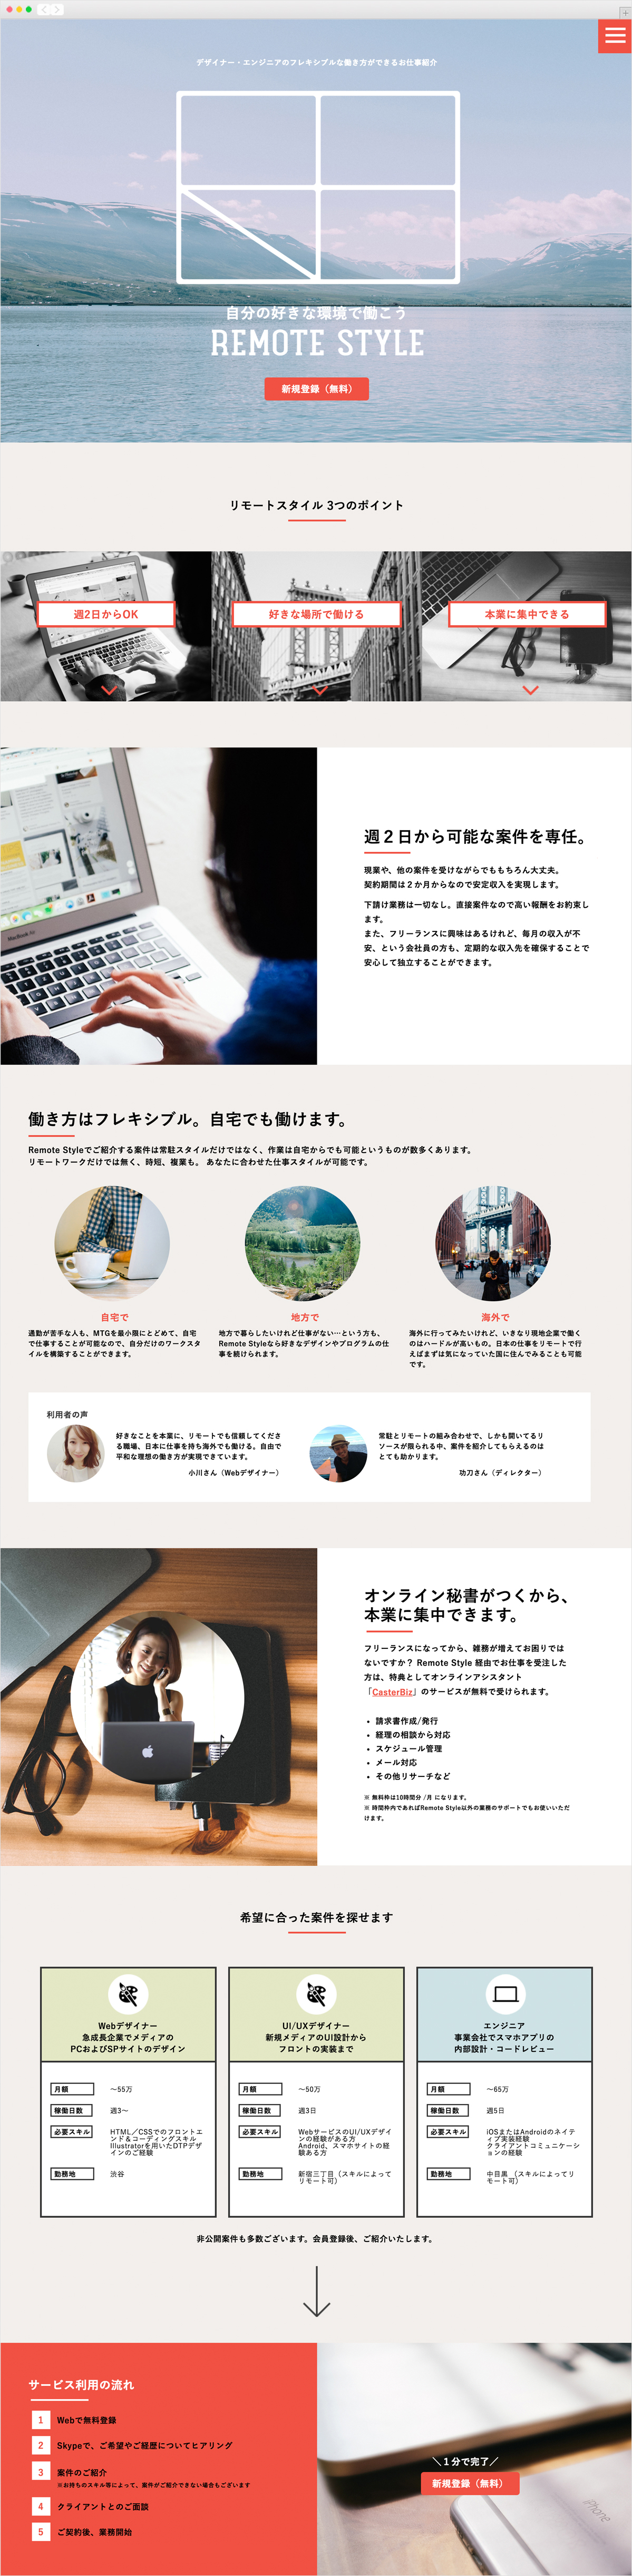 デザイナー・エンジニアのフレキシブルな働き方ができるお仕事紹介
自分の好きな環境で働こう
REMOTE STYLE
新規登録（無料）
リモートスタイル 3つのポイント
週2日からOK
好きな場所で働ける
本業に集中できる
MacBook Air
週２日から可能な案件を専任。
現業や、他の案件を受けながらでももちろん大丈夫。
契約期間は２か月からなので安定収入を実現します。
下請け業務は一切なし。直接案件なので高い報酬をお約束し
ます。
また、フリーランスに興味はあるけれど、毎月の収入が不
安、という会社員の方も、定期的な収入先を確保することで
安心して独立することができます。
働き方はフレキシブル。自宅でも働けます。
Remote Styleでご紹介する案件は常駐スタイルだけではなく、作業は自宅からでも可能というものが数多くあります。
リモートワークだけでは無く、時短、複業も。 あなたに合わせた仕事スタイルが可能です。
自宅で
通勤が苦手な人も、MTGを最小限にとどめて、自宅
で仕事することが可能なので、自分だけのワークスタ
イルを構築することができます。
地方で
地方で暮らしたいけれど仕事がない…という方も、
Remote Styleなら好きなデザインやプログラムの仕
事を続けられます。
海外で
海外に行ってみたいけれど、いきなり現地企業で働く
のはハードルが高いもの。日本の仕事をリモートで行
えばまずは気になっていた国に住んでみることも可能
です。
利用者の声
好きなことを本業に、リモートでも信頼してくださ
る職場、日本に仕事を持ち海外でも働ける。自由で
平和な理想の働き方が実現できています。
小川さん（Webデザイナー）
常駐とリモートの組み合わせで、しかも開いてるリ
ソースが限られる中、案件を紹介してもらえるのは
とても助かります。
功刀さん（ディレクター）
オンライン秘書がつくから、
本業に集中できます。
フリーランスになってから、雑務が増えてお困りでは
ないですか？ Remote Style 経由でお仕事を受注した
方は、特典としてオンラインアシスタント
「CasterBiz」のサービスが無料で受けられます。
• 請求書作成/発行
• 経理の相談から対応
• スケジュール管理
• メール対応
• その他リサーチなど
※ 無料枠は10時間分 /月 になります。
※ 時間枠内であればRemote Style以外の業務のサポートでもお使いいただ
けます。
希望に合った案件を探せます
Webデザイナー
急成長企業でメディアの
PCおよびSPサイトのデザイン
月額 〜55万
稼働日数 週3〜
必要スキル HTML／CSSでのフロントエ
ンド＆コーディングスキル
Illustratorを用いたDTPデザ
インのご経験
勤務地 渋谷
UI/UXデザイナー
新規メディアのUI設計から
フロントの実装まで
月額 〜50万
稼働日数 週3日
必要スキル WebサービスのUI/UXデザイ
ンの経験がある方
Android、スマホサイトの経
験ある方
勤務地 新宿三丁目（スキルによって
リモート可）
エンジニア
事業会社でスマホアプリの
内部設計・コードレビュー
月額 〜65万
稼働日数 週5日
必要スキル iOSまたはAndroidのネイテ
ィブ実装経験
クライアントコミュニケーシ
ョンの経験
勤務地 中目黒 （スキルによってリ
モート可）
非公開案件も多数ございます。会員登録後、ご紹介いたします。
サービス利用の流れ
1 Webで無料登録
2 Skypeで、ご希望やご経歴についてヒアリング
3 案件のご紹介
※お持ちのスキル等によって、案件がご紹介できない場合もございます
4 クライアントとのご面談
5 ご契約後、業務開始
＼１分で完了／
新規登録（無料）
iPhone